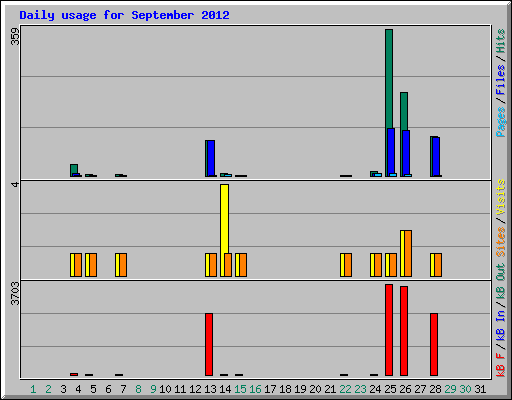 Daily usage for September 2012
359
Pages / Files / Hits
4
Sites / Visits
3703
kB F / kB In / kB Out
1 2 3 4 5 6 7 8 9 10 11 12 13 14 15 16 17 18 19 20 21 22 23 24 25 26 27 28 29 30 31